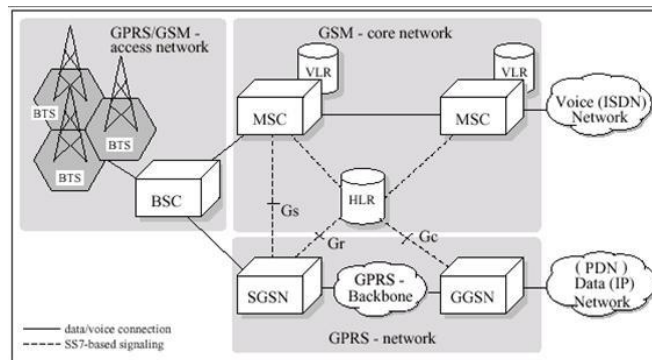 GPRS/GSM -
access network
GSM - core network
VLR
VLR
BTS
BTS
BTS
MSC
MSC
Voice (ISDN)
Network
BSC
HLR
Gs
Gr
Gc
SGSN
GPRS -
Backbone
GGSN
( PDN )
Data (IP)
Network
data/voice connection
SS7-based signaling
GPRS - network